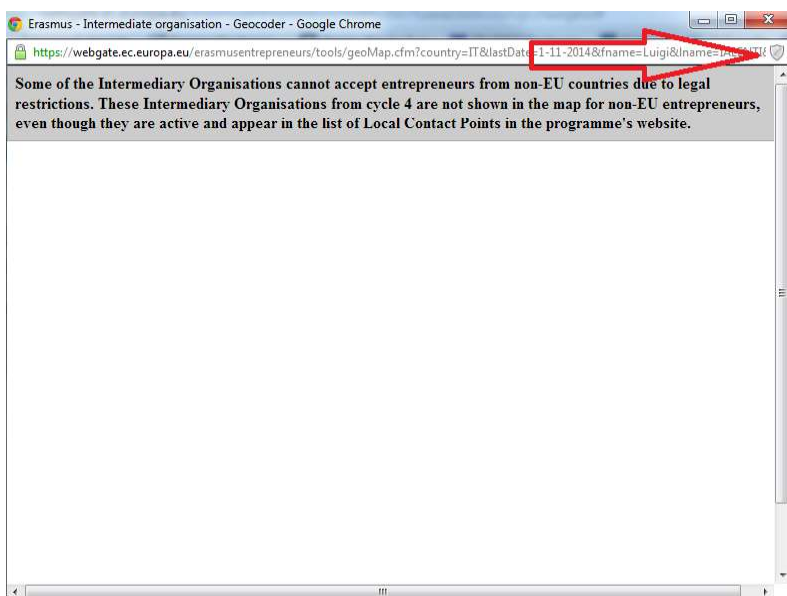 Erasmus - Intermediate organisation - Geocoder - Google Chrome
https://webgate.ec.europa.eu/erasmusentrepreneurs/tools/geoMap.cfm?country=IT&lastDate=1-11-2014&fname=Luigi&lname=
Some of the Intermediary Organisations cannot accept entrepreneurs from non-EU countries due to legal
restrictions. These Intermediary Organisations from cycle 4 are not shown in the map for non-EU entrepreneurs,
even though they are active and appear in the list of Local Contact Points in the programme's website.